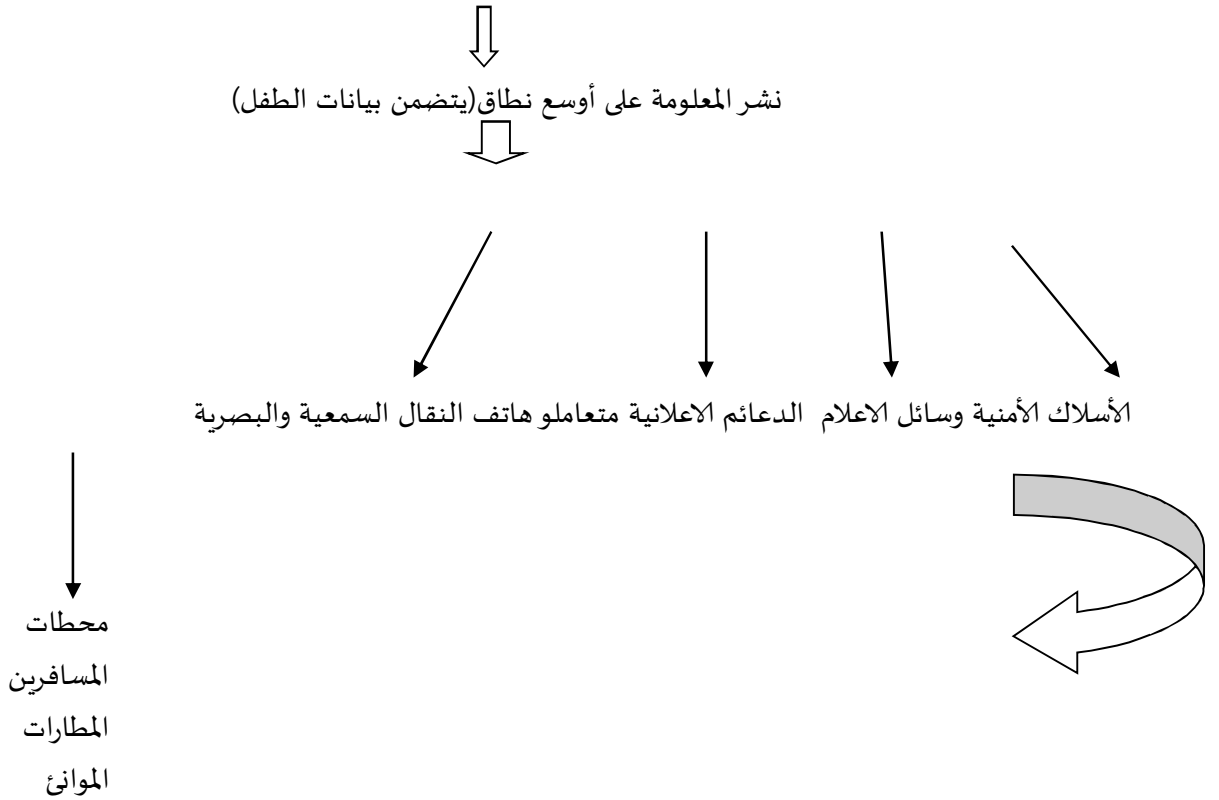 نشر المعلومة على أوسع نطاق(يتضمن بيانات الطفل)
الأسلاك الأمنية وسائل الاعلام الدعائم الاعلانية متعاملو هاتف النقال السمعية والبصرية
محطات
المسافرين
المطارات
الموانئ